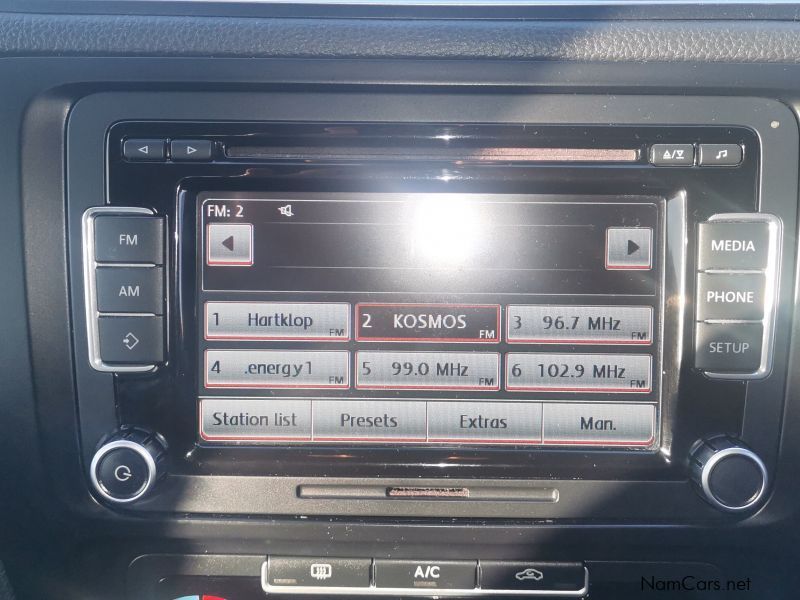 FM: 2
FM
AM
MEDIA
PHONE
SETUP
1 Hartklop FM
2 KOSMOS FM
3 96.7 MHz FM
4 .energy1 FM
5 99.0 MHz FM
6 102.9 MHz FM
Station list Presets Extras Man.
A/C
NamCars.net